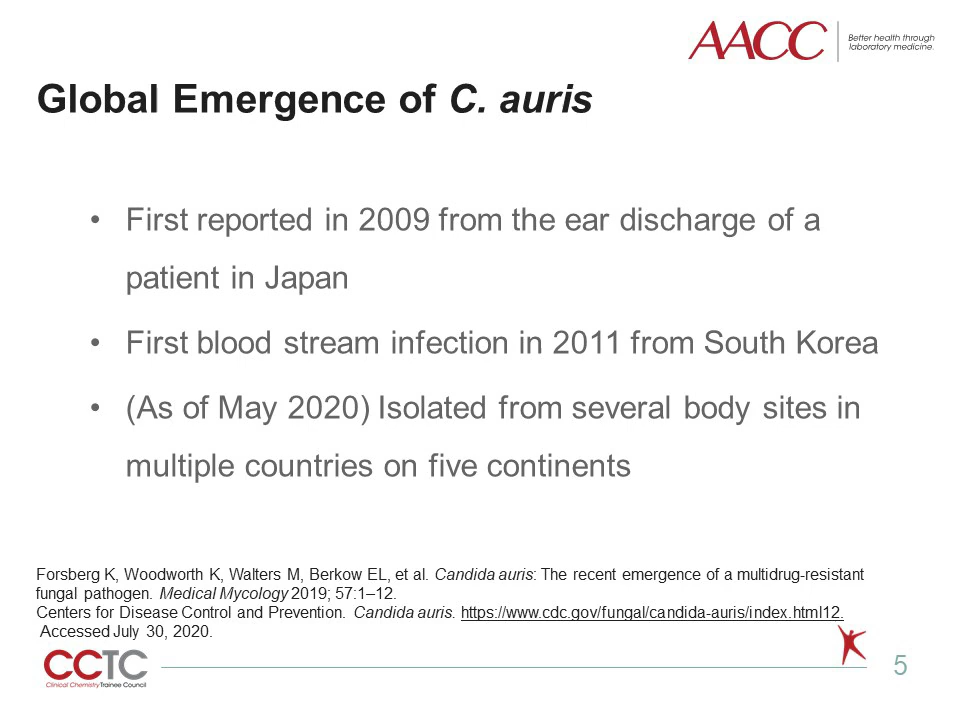 AACC
Better health through
laboratory medicine.
Global Emergence of C. auris
• First reported in 2009 from the ear discharge of a
patient in Japan
• First blood stream infection in 2011 from South Korea
• (As of May 2020) Isolated from several body sites in
multiple countries on five continents
Forsberg K, Woodworth K, Walters M, Berkow EL, et al. Candida auris: The recent emergence of a multidrug-resistant
fungal pathogen. Medical Mycology 2019; 57:1–12.
Centers for Disease Control and Prevention. Candida auris. https://www.cdc.gov/fungal/candida-auris/index.html12.
Accessed July 30, 2020.
CCTC
Clinical Chemistry Trainee Council
5